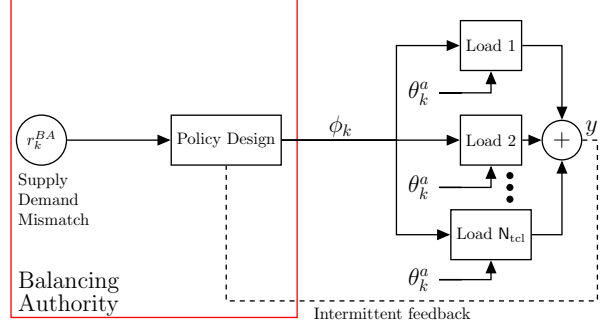 r_k^{BA}
Supply
Demand
Mismatch
Policy Design
ϕ_k
Load 1
θ_k^a
Load 2
θ_k^a
Load N_tcl
θ_k^a
+
y
Balancing
Authority
Intermittent feedback